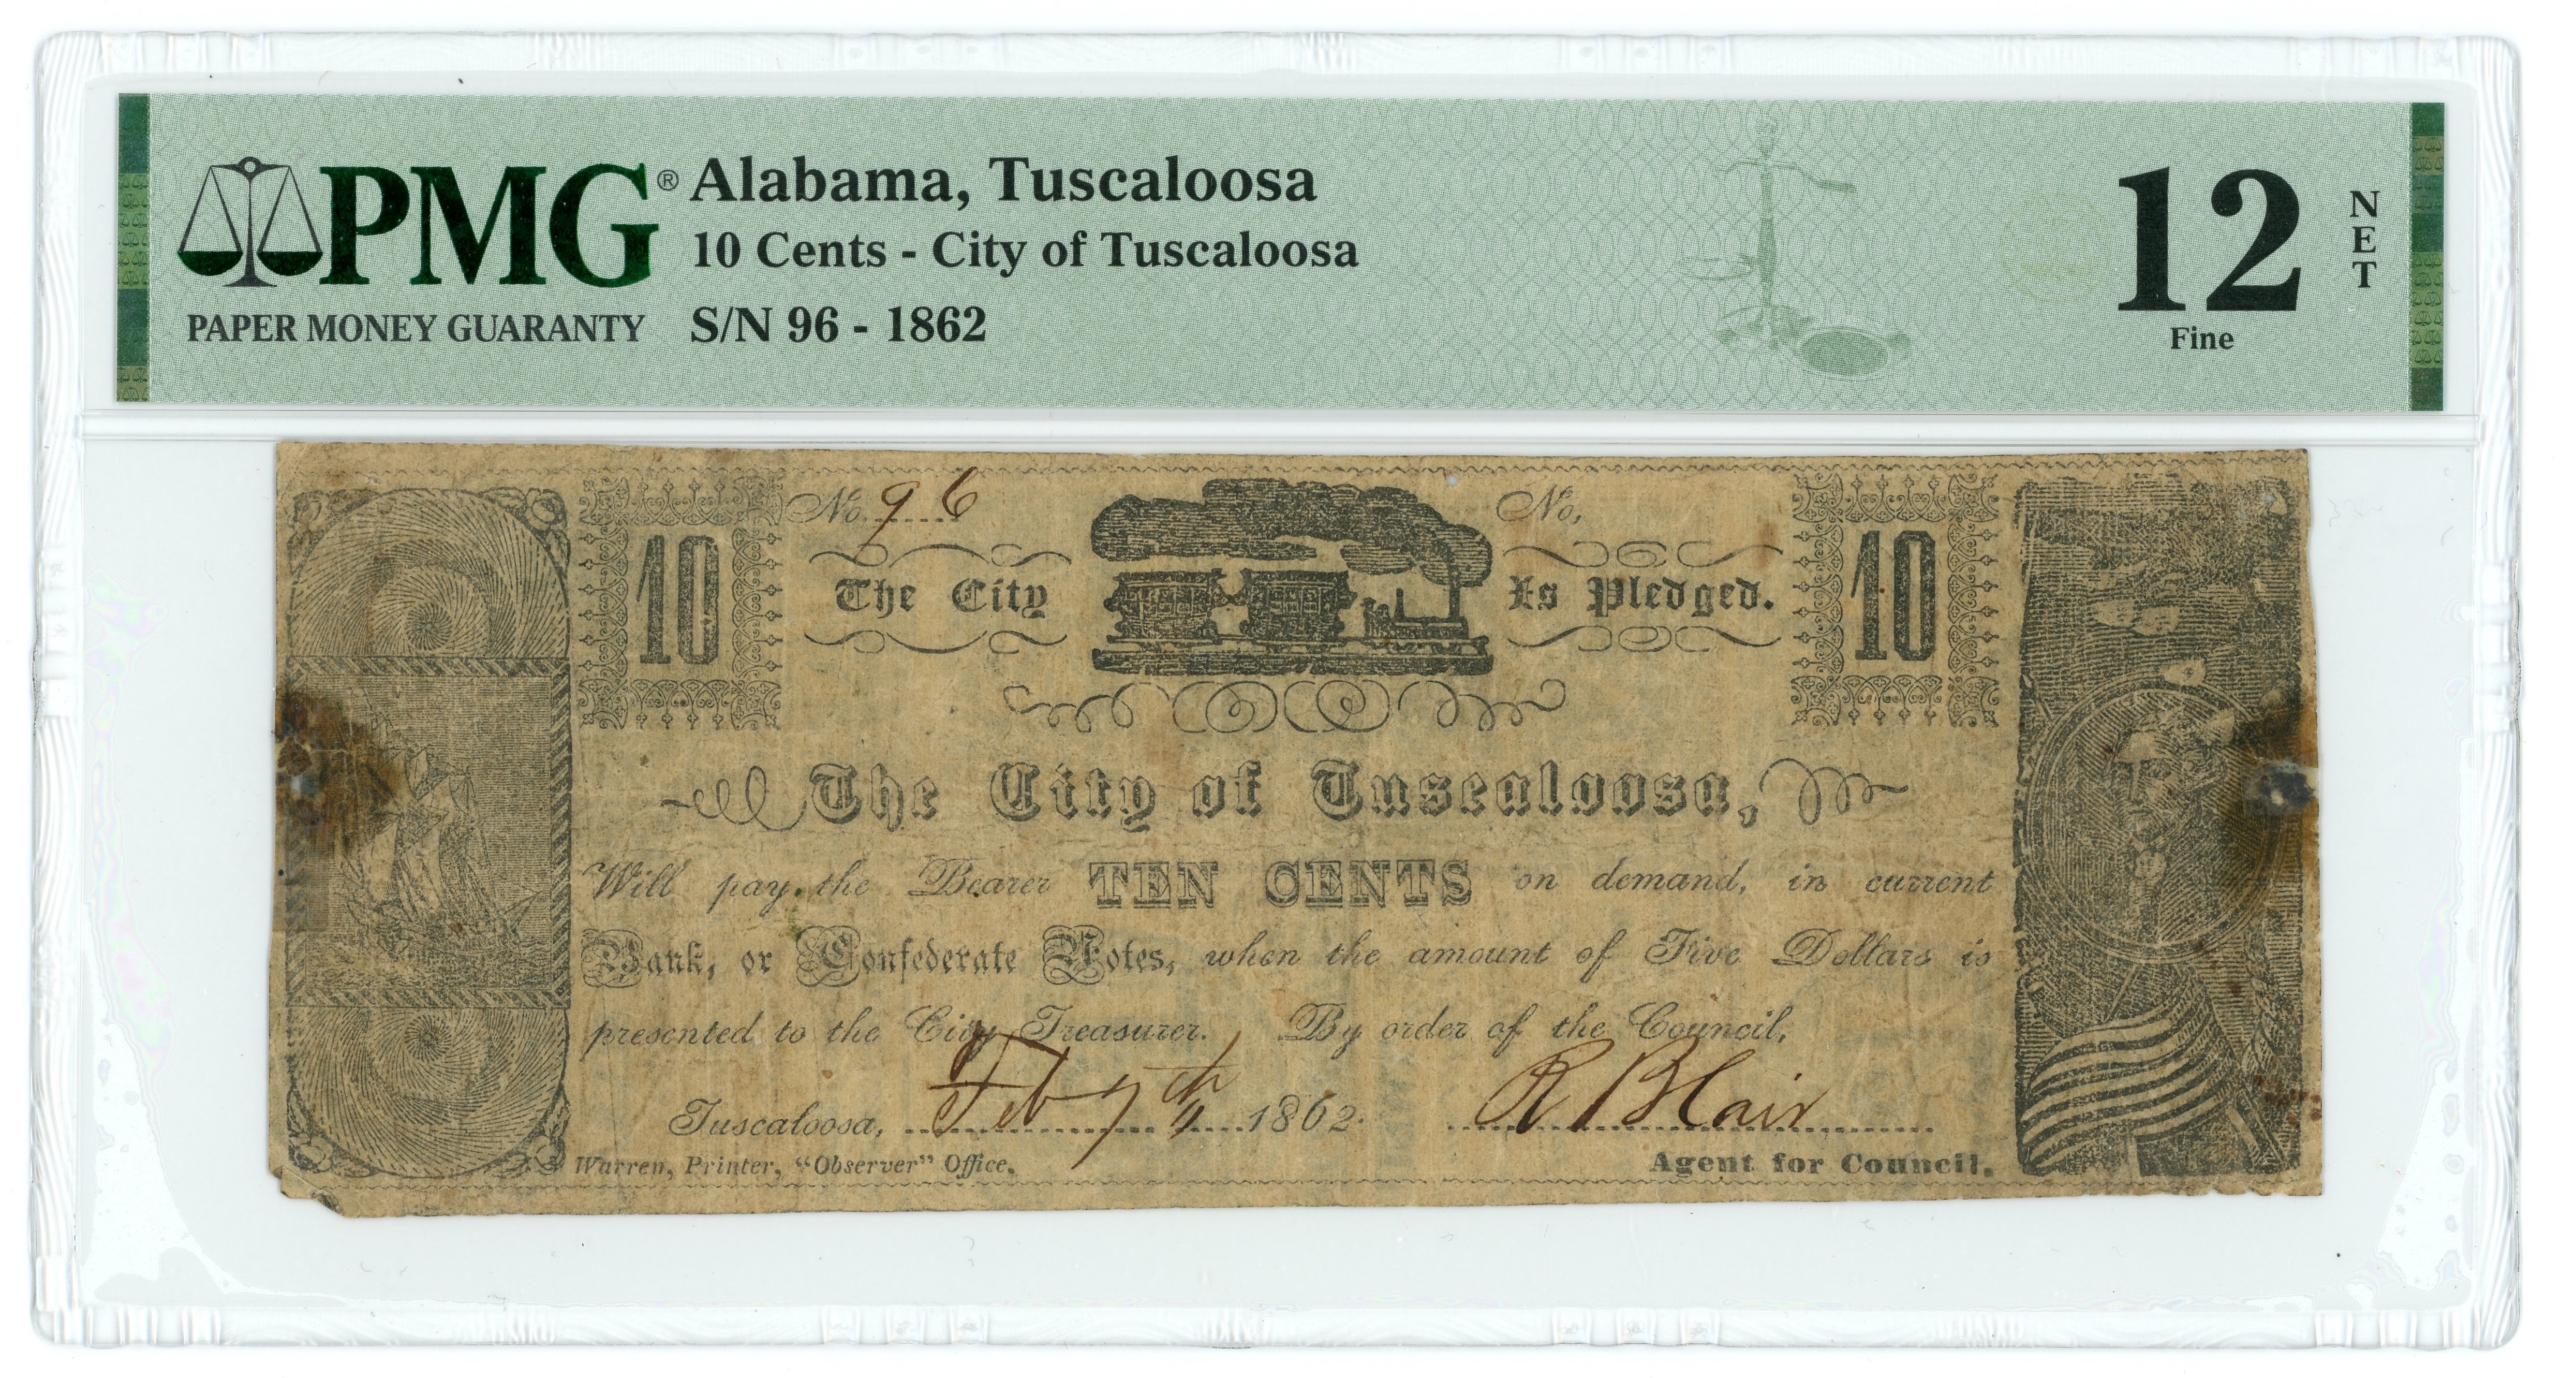 PMG®
PAPER MONEY GUARANTY
Alabama, Tuscaloosa
10 Cents - City of Tuscaloosa
S/N 96 - 1862
12
NET
Fine
No. 96
No.
10
The City
Is Pledged.
10
The City of Tuscaloosa,
Will pay the Bearer TEN CENTS on demand, in current
Bank, or Confederate Notes, when the amount of Five Dollars is
presented to the City Treasurer. By order of the Council,
Tuscaloosa, Feb 7th 1862. R Blair
Warren, Printer, "Observer" Office.
Agent for Council.